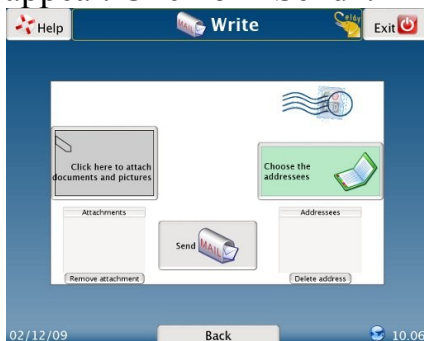 Help
Write
Exit
Click here to attach
documents and pictures
Choose the
addressees
Attachments
Addressees
Send
MAIL
Remove attachment
Delete address
02/12/09
Back
10.06